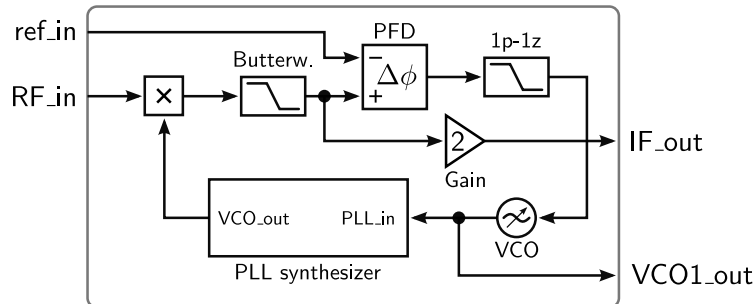 ref_in
PFD
1p-1z
Butterw.
−
Δϕ
+
RF_in
×
2
IF_out
Gain
VCO_out
PLL_in
VCO
PLL synthesizer
VCO1_out